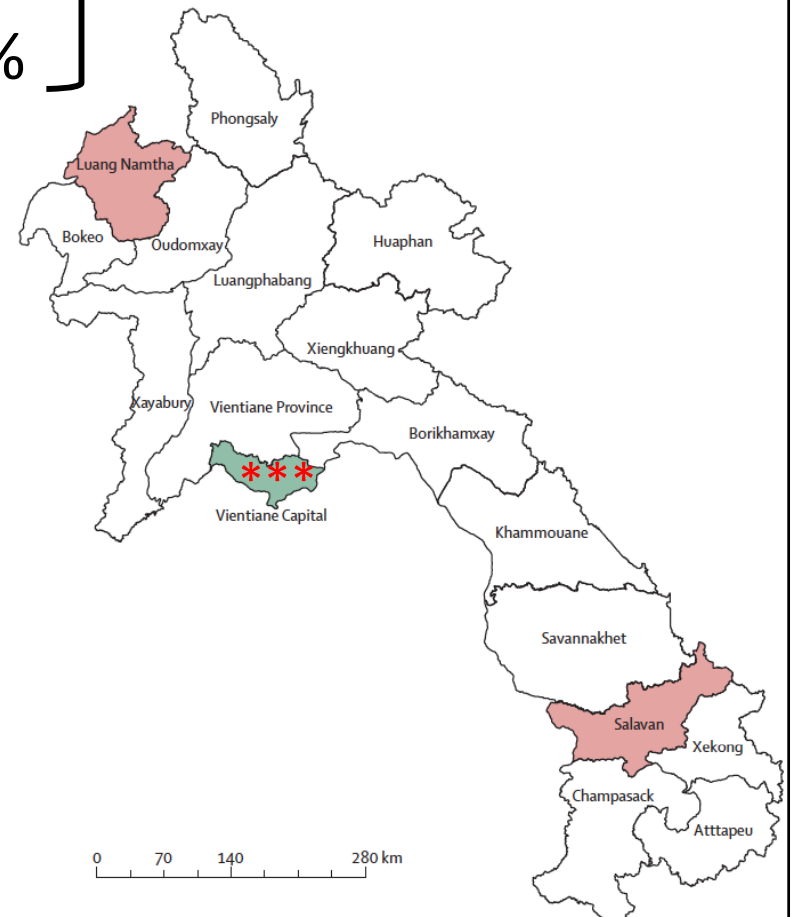 %
Phongsaly
Luang Namtha
Bokeo
Oudomxay
Huaphan
Luangphabang
Xiengkhuang
Xayabury
Vientiane Province
Borikhamxay
***
Vientiane Capital
Khammouane
Savannakhet
Salavan
Xekong
Champasack
Atttapeu
0 70 140 280 km